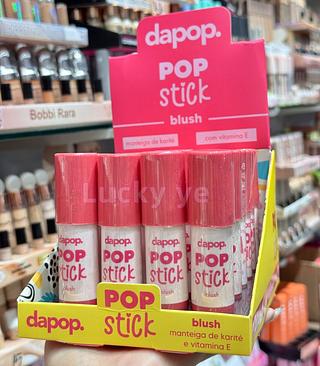 dapop.
POP
stick
blush
manteiga de karité
com vitamina E
Bobbi Rara
Lucky ye
dapop.
POP
stick
blush
dapop.
POP
stick
blush
dapop.
POP
stick
blush
dapop.
POP
stick
blush
dapop.
POP
stick
blush
manteiga de karité
e vitamina E